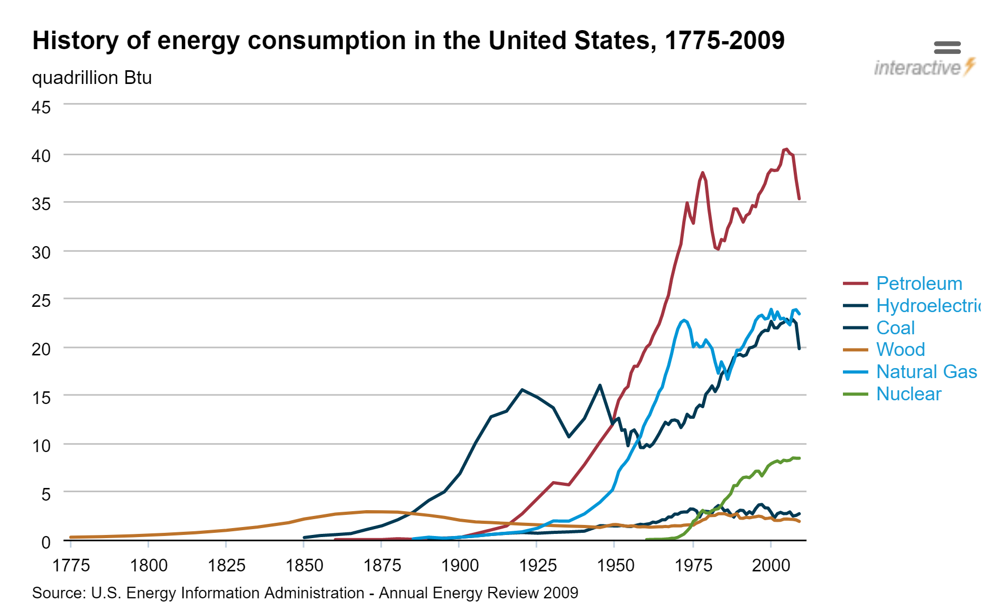 History of energy consumption in the United States, 1775-2009
interactive
quadrillion Btu
45
40
35
30
25
20
15
10
5
0
1775 1800 1825 1850 1875 1900 1925 1950 1975 2000
Petroleum
Hydroelectric
Coal
Wood
Natural Gas
Nuclear
Source: U.S. Energy Information Administration - Annual Energy Review 2009